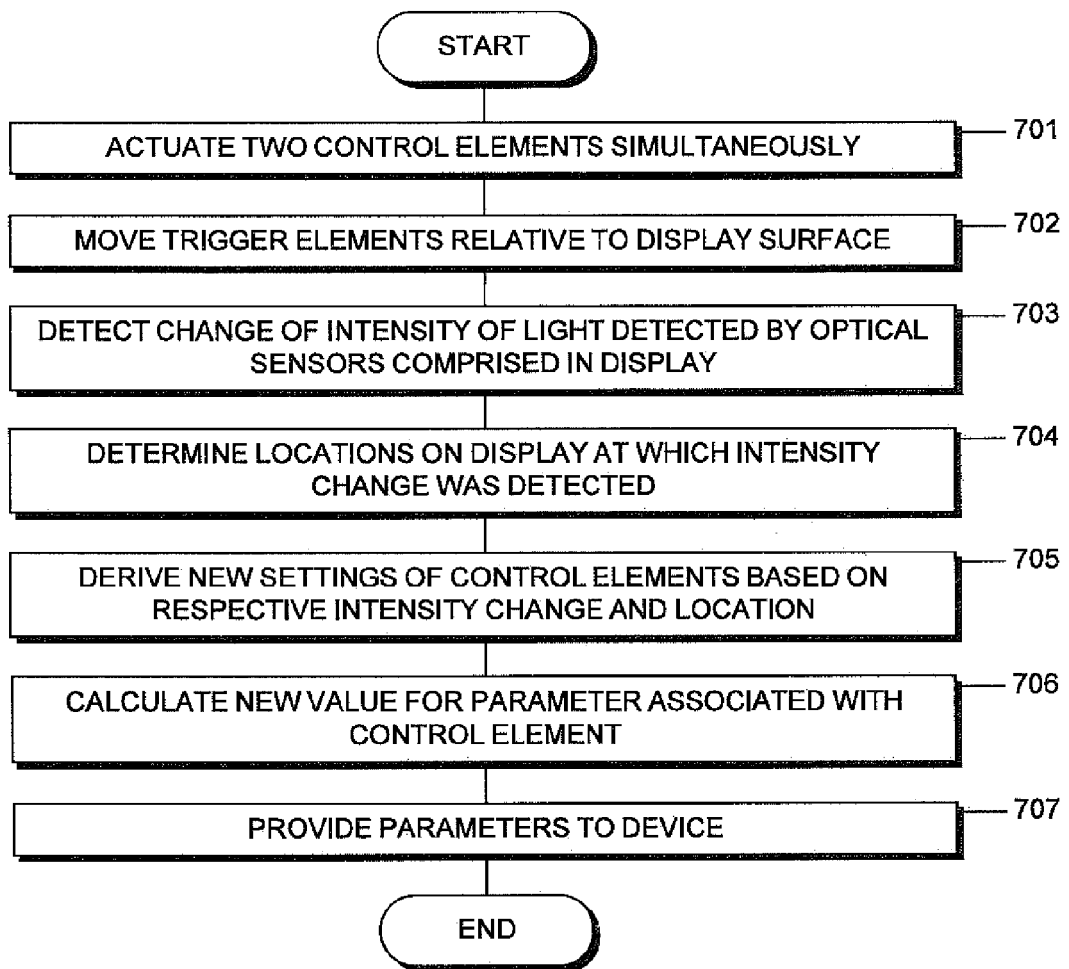 START
ACTUATE TWO CONTROL ELEMENTS SIMULTANEOUSLY
701
MOVE TRIGGER ELEMENTS RELATIVE TO DISPLAY SURFACE
702
DETECT CHANGE OF INTENSITY OF LIGHT DETECTED BY OPTICAL
SENSORS COMPRISED IN DISPLAY
703
DETERMINE LOCATIONS ON DISPLAY AT WHICH INTENSITY
CHANGE WAS DETECTED
704
DERIVE NEW SETTINGS OF CONTROL ELEMENTS BASED ON
RESPECTIVE INTENSITY CHANGE AND LOCATION
705
CALCULATE NEW VALUE FOR PARAMETER ASSOCIATED WITH
CONTROL ELEMENT
706
PROVIDE PARAMETERS TO DEVICE
707
END